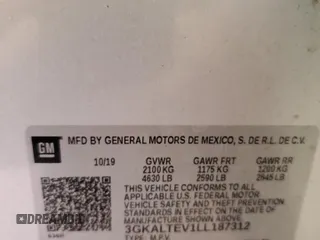 GM
MFD BY GENERAL MOTORS DE MEXICO, S. DE R.L. DE C.V.
10/19 GVWR GAWR FRT GAWR RR
2100 KG 1175 KG 1200 KG
4630 LB 2590 LB 2645 LB
THIS VEHICLE CONFORMS TO ALL
APPLICABLE U.S. FEDERAL MOTOR
VEHICLE SAFETY AND THEFT PREVENTION
STANDARDS IN EFFECT ON THE DATE OF
MANUFACTURE SHOWN ABOVE.
3GKALTEV1LL187312
TYPE: M.P.V.